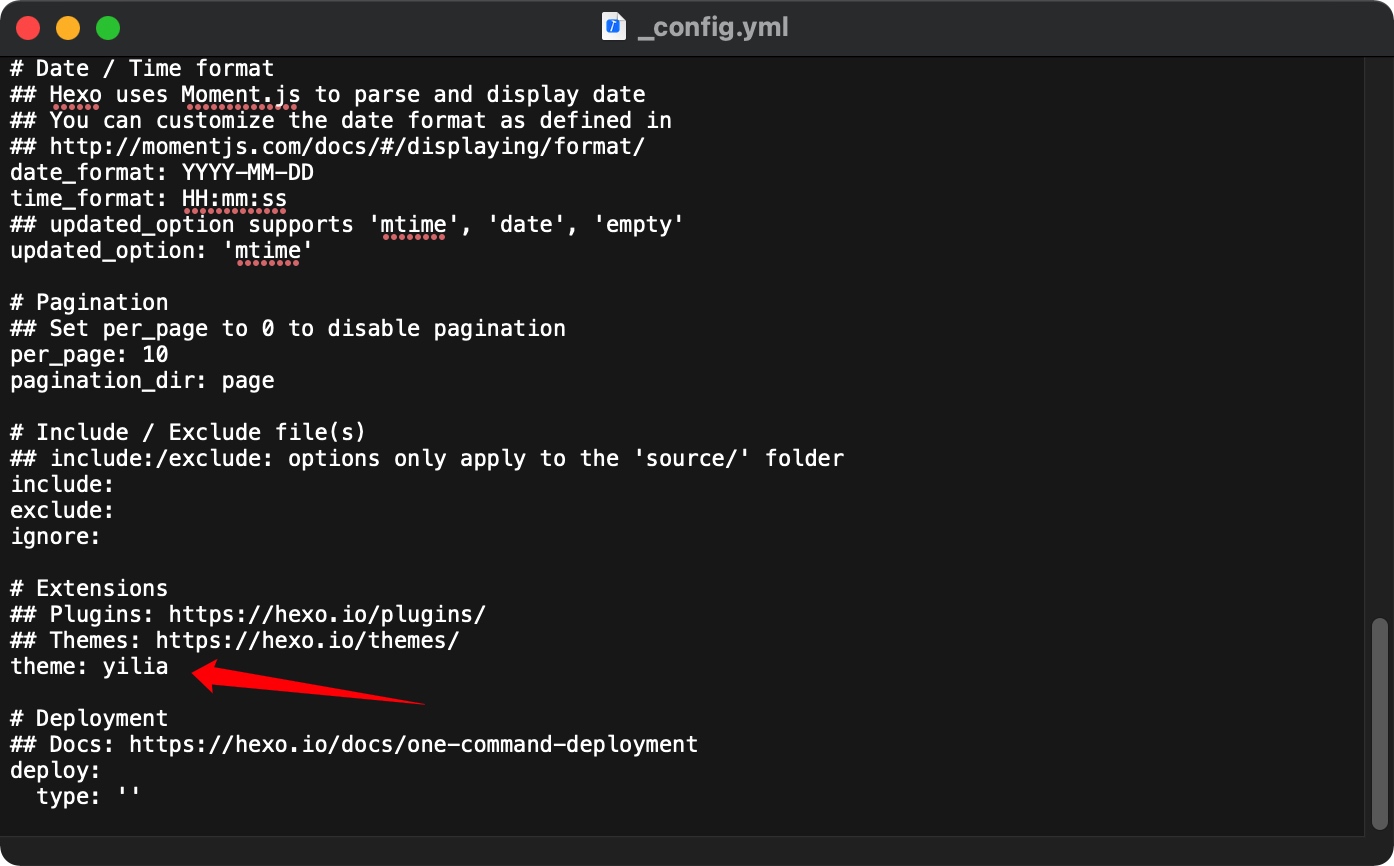 _config.yml
# Date / Time format
## Hexo uses Moment.js to parse and display date
## You can customize the date format as defined in
## http://momentjs.com/docs/#/displaying/format/
date_format: YYYY-MM-DD
time_format: HH:mm:ss
## updated_option supports 'mtime', 'date', 'empty'
updated_option: 'mtime'

# Pagination
## Set per_page to 0 to disable pagination
per_page: 10
pagination_dir: page

# Include / Exclude file(s)
## include:/exclude: options only apply to the 'source/' folder
include:
exclude:
ignore:

# Extensions
## Plugins: https://hexo.io/plugins/
## Themes: https://hexo.io/themes/
theme: yilia

# Deployment
## Docs: https://hexo.io/docs/one-command-deployment
deploy:
  type: ''